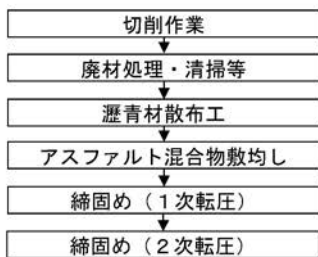 切削作業
廃材処理・清掃等
瀝青材散布工
アスファルト混合物敷均し
締固め（１次転圧）
締固め（２次転圧）